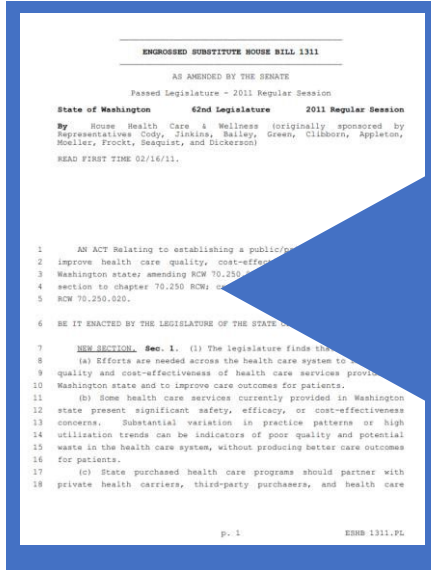 ENGROSSED SUBSTITUTE HOUSE BILL 1311
AS AMENDED BY THE SENATE
Passed Legislature - 2011 Regular Session
State of Washington 62nd Legislature 2011 Regular Session
By House Health Care & Wellness (originally sponsored by
Representatives Cody, Jinkins, Bailey, Green, Clibborn, Appleton,
Moeller, Frockt, Seaquist, and Dickerson)
READ FIRST TIME 02/16/11.
1 AN ACT Relating to establishing a
2 improve health care quality,
3 Washington state; amending RCW
4 section to chapter 70.250 RCW;
5 RCW 70.250.020.
6 BE IT ENACTED BY THE LEGISLATURE OF THE STATE
7 NEW SECTION. Sec. 1. (1) The legislature finds
8 (a) Efforts are needed across the health care system to
9 quality and cost-effectiveness of health care services
10 Washington state and to improve care outcomes for patients.
11 (b) Some health care services currently provided in Washington
12 state present significant safety, efficacy, or cost-effectiveness
13 concerns. Substantial variation in practice patterns or high
14 utilization trends can be indicators of poor quality and potential
15 waste in the health care system, without producing better care outcomes
16 for patients.
17 (c) State purchased health care programs should partner with
18 private health carriers, third-party purchasers, and health care
p. 1 ESHB 1311.PL